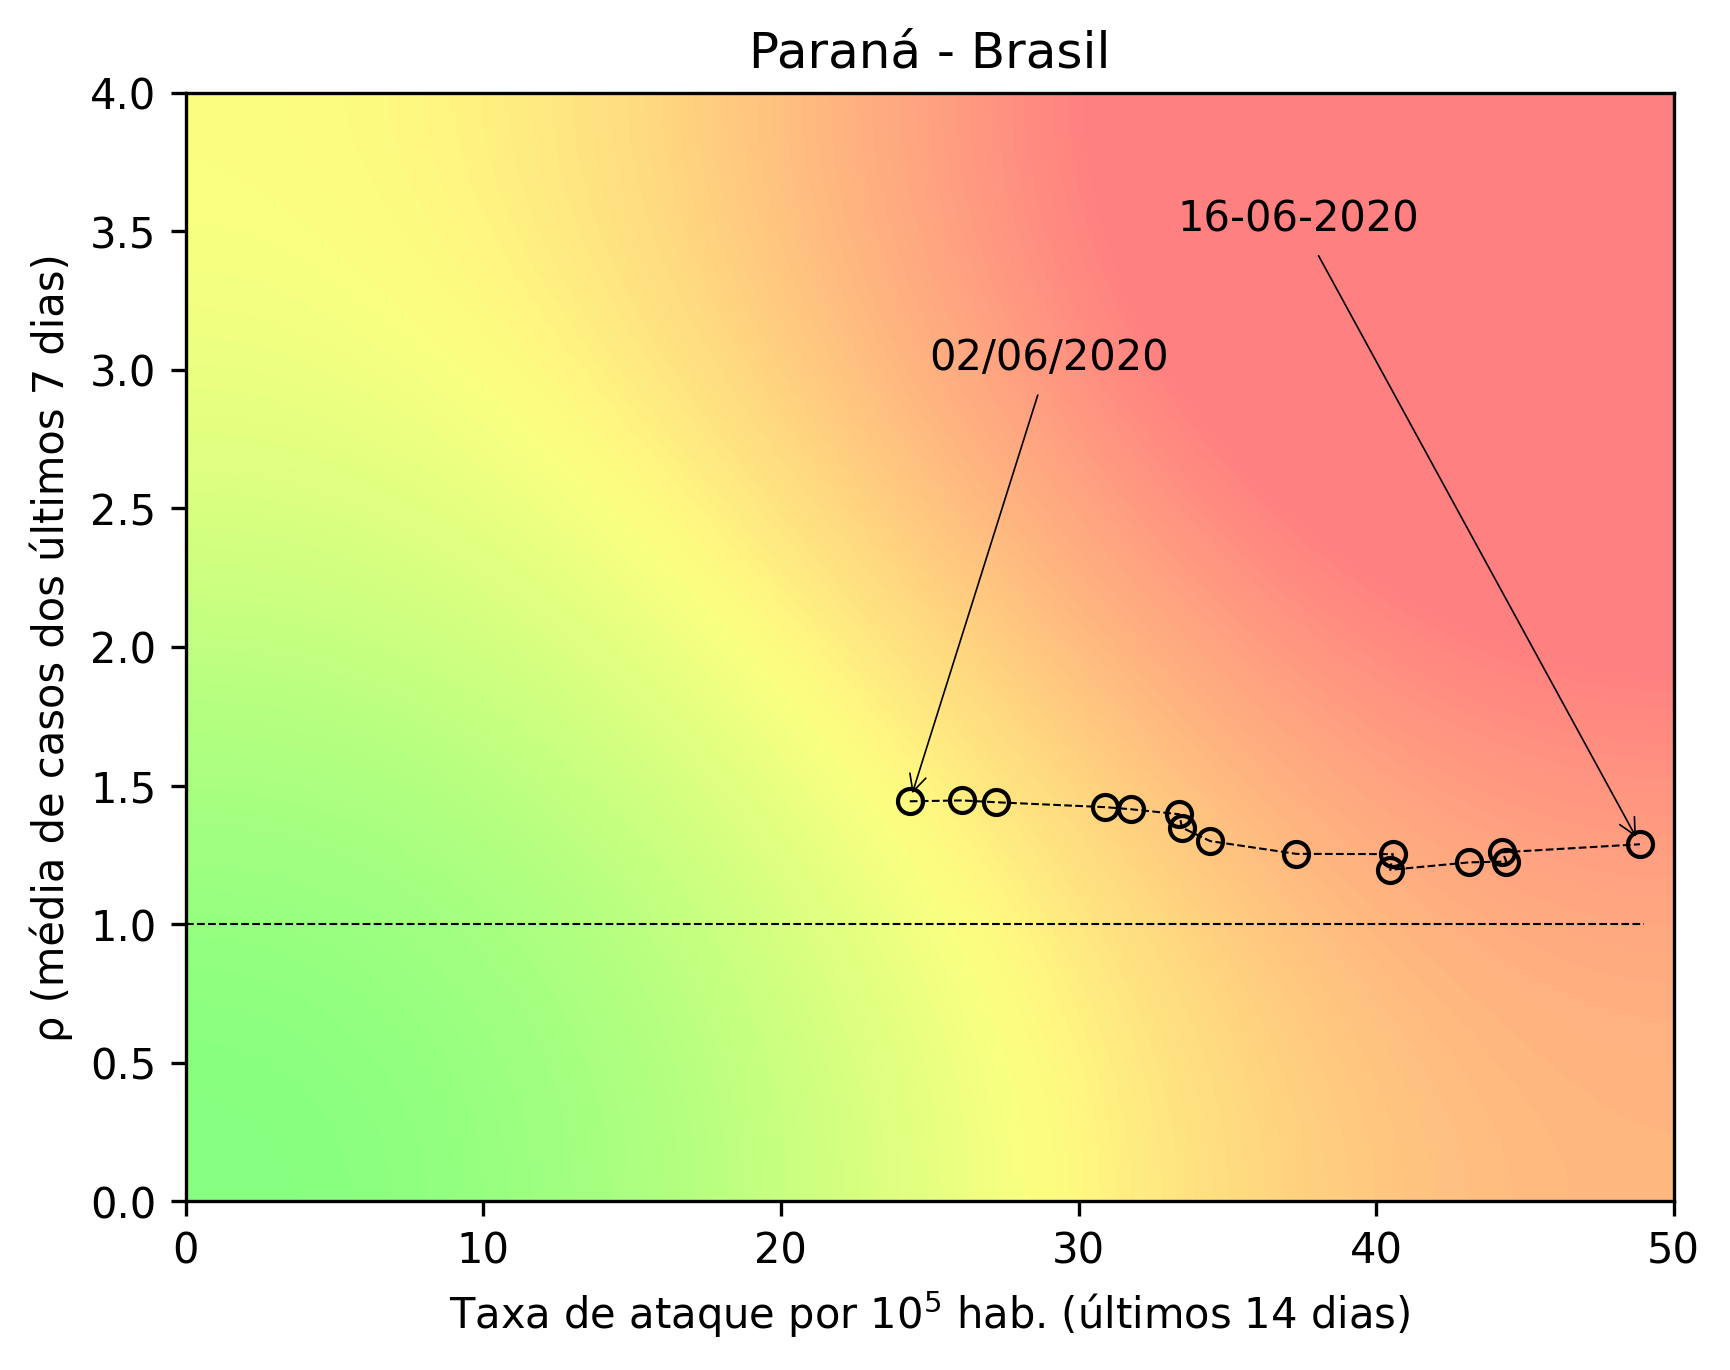 Paraná - Brasil
4.0
3.5
3.0
2.5
2.0
1.5
1.0
0.5
0.0
ρ (média de casos dos últimos 7 dias)
16-06-2020
02/06/2020
0 10 20 30 40 50
Taxa de ataque por 10⁵ hab. (últimos 14 dias)